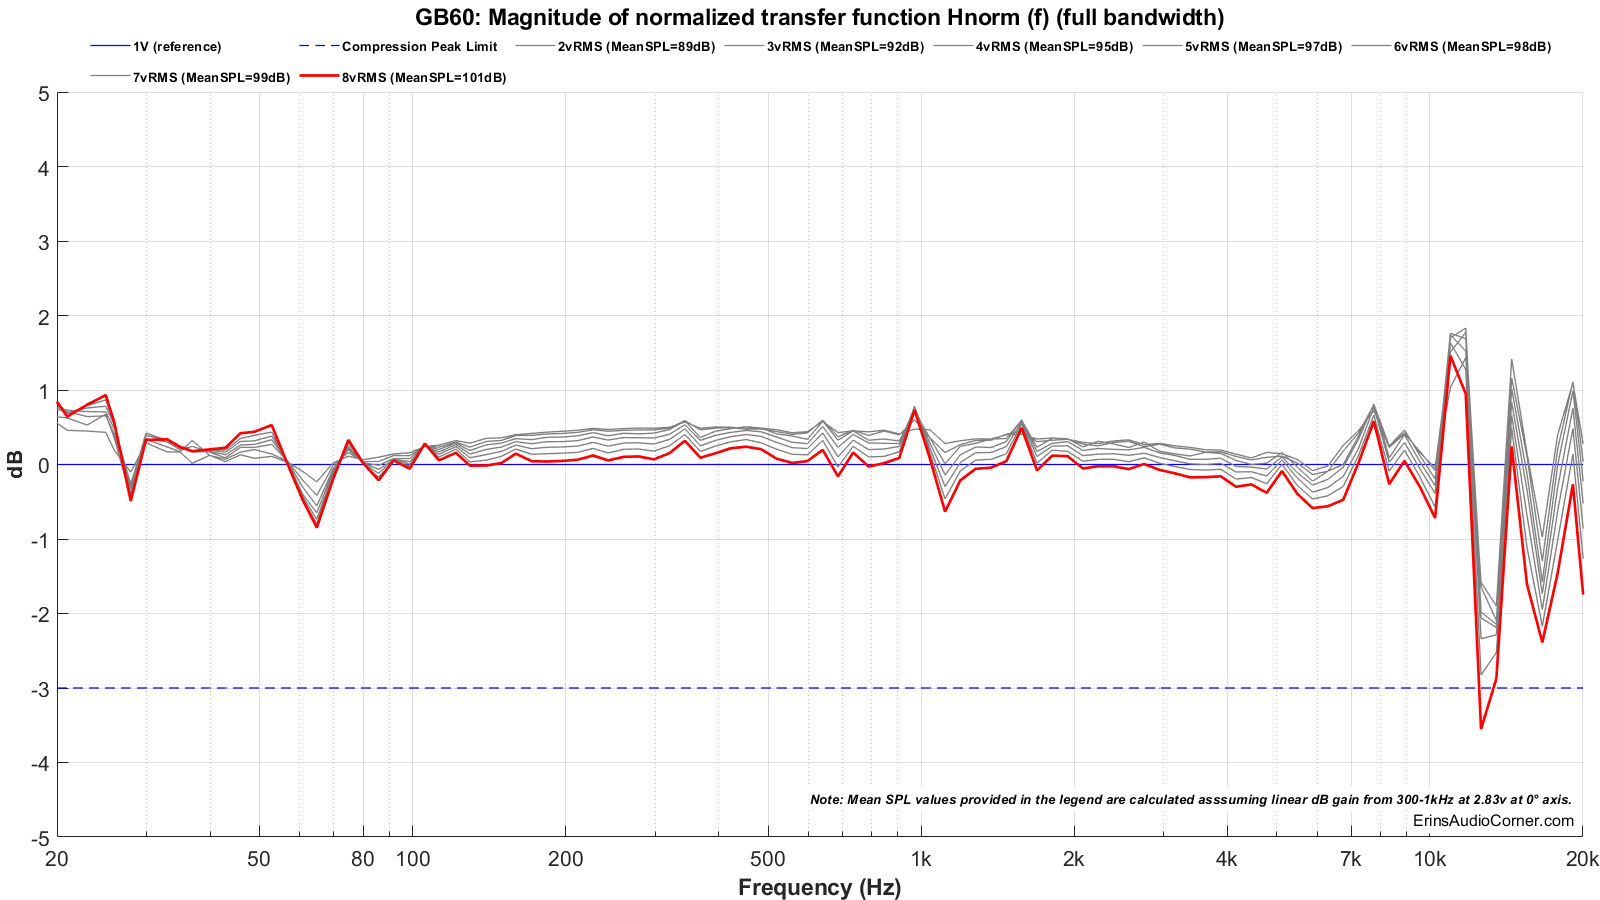 GB60: Magnitude of normalized transfer function Hnorm (f) (full bandwidth)
1V (reference) Compression Peak Limit 2vRMS (MeanSPL=89dB) 3vRMS (MeanSPL=92dB) 4vRMS (MeanSPL=95dB) 5vRMS (MeanSPL=97dB) 6vRMS (MeanSPL=98dB)
7vRMS (MeanSPL=99dB) 8vRMS (MeanSPL=101dB)
5
4
3
2
1
0
-1
-2
-3
-4
-5
dB
Note: Mean SPL values provided in the legend are calculated asssuming linear dB gain from 300-1kHz at 2.83v at 0° axis.
ErinsAudioCorner.com
20 50 80 100 200 500 1k 2k 4k 7k 10k 20k
Frequency (Hz)